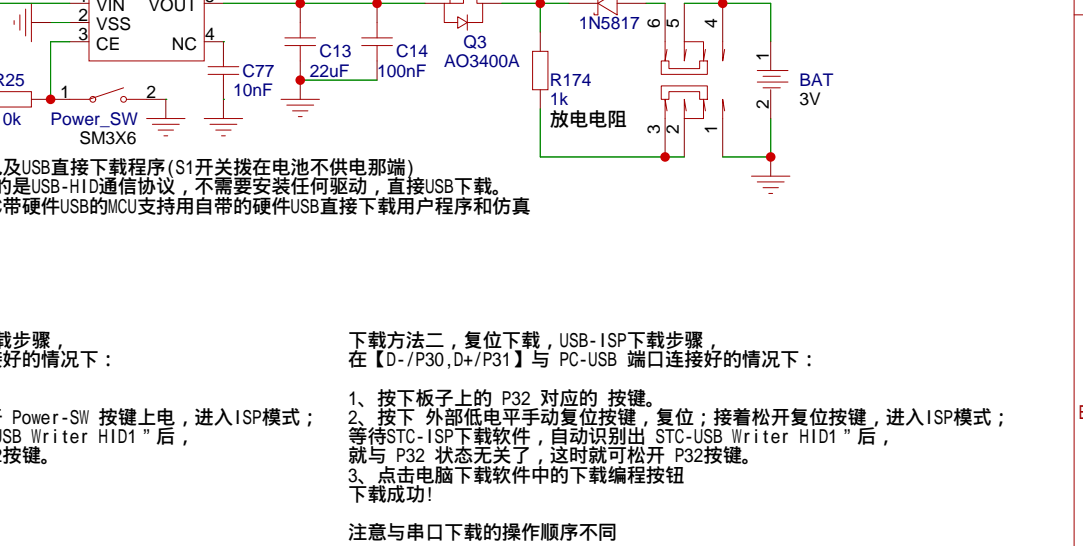 VIN VOUT
2 VSS
3 CE NC 4
C13
22uF
C14
100nF
C77
10nF
Q3
AO3400A
1N5817
6 5 4
R174
1k
放电电阻
3 2 1
1
BAT
3V
2
R25
0k
1 2
Power_SW
SM3X6
及USB直接下载程序(S1开关拨在电池不供电那端)
的是USB-HID通信协议，不需要安装任何驱动，直接USB下载。
带硬件USB的MCU支持用自带的硬件USB直接下载用户程序和仿真
载步骤，
好的情况下：
Power-SW 按键上电，进入ISP模式；
USB Writer HID1”后，
按键。
下载方法二，复位下载，USB-ISP下载步骤，
在【D-/P30,D+/P31】与 PC-USB 端口连接好的情况下：
1、按下板子上的 P32 对应的 按键。
2、按下 外部低电平手动复位按键，复位；接着松开复位按键，进入ISP模式；
等待STC-ISP下载软件，自动识别出 STC-USB Writer HID1”后，
就与 P32 状态无关了，这时就可松开 P32按键。
3、点击电脑下载软件中的下载编程按钮
下载成功!
注意与串口下载的操作顺序不同